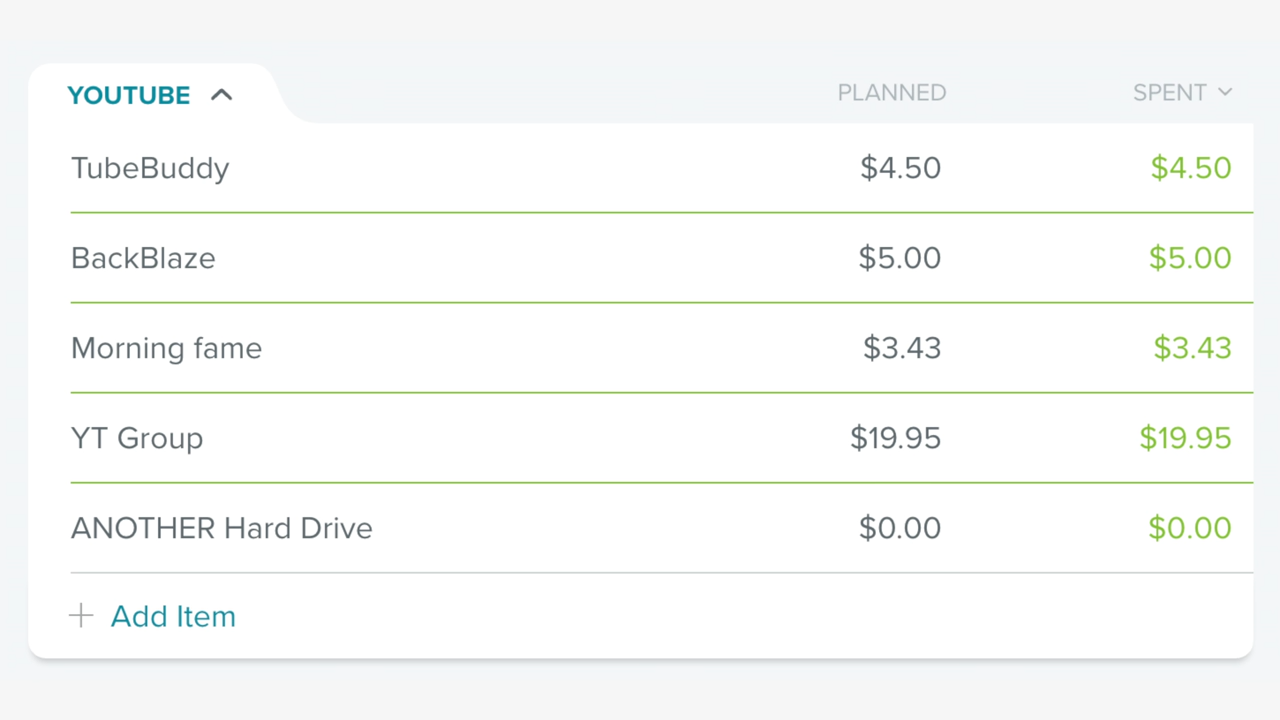 YOUTUBE PLANNED SPENT
TubeBuddy $4.50 $4.50
BackBlaze $5.00 $5.00
Morning fame $3.43 $3.43
YT Group $19.95 $19.95
ANOTHER Hard Drive $0.00 $0.00
+ Add Item